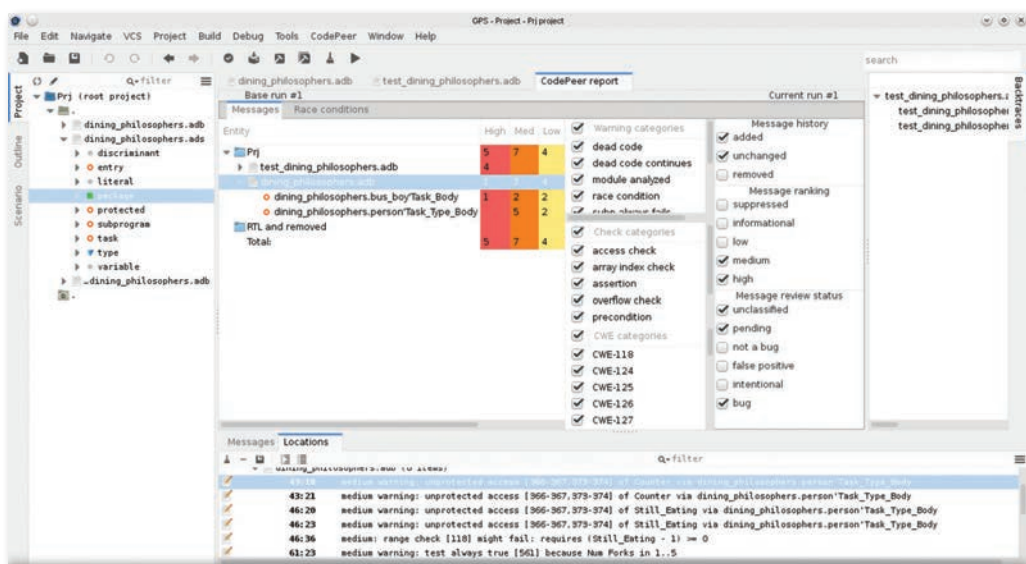 GPS - Project - Prj project
File Edit Navigate VCS Project Build Debug Tools CodePeer Window Help
search
Project
Outline
Scenario
filter
Prj (root project)
.
dining_philosophers.adb
dining_philosophers.ads
discriminant
entry
literal
package
protected
subprogram
task
type
variable
…dining_philosophers.adb
.
dining_philosophers.adb test_dining_philosophers.adb CodePeer report
Base run #1 Current run #1
Messages Race conditions
Entity High Med Low
Prj 5 7 4
test_dining_philosophers.adb 4
dining_philosophers.adb
dining_philosophers.bus_boy'Task_Body 1 2 2
dining_philosophers.person'Task_Type_Body 5 2
RTL and removed
Total: 5 7 4
Warning categories
dead code
dead code continues
module analyzed
race condition
subp always fails
Check categories
access check
array index check
assertion
overflow check
precondition
CWE categories
CWE-118
CWE-124
CWE-125
CWE-126
CWE-127
Message history
added
unchanged
removed
Message ranking
suppressed
informational
low
medium
high
Message review status
unclassified
pending
not a bug
false positive
intentional
bug
test_dining_philosophers.
test_dining_philosopher
test_dining_philosopher
Backtraces
Messages Locations
filter
43:21 medium warning: unprotected access [366-367,373-374] of Counter via dining_philosophers.person'Task_Type_Body
46:20 medium warning: unprotected access [366-367,373-374] of Still_Eating via dining_philosophers.person'Task_Type_Body
46:23 medium warning: unprotected access [366-367,373-374] of Still_Eating via dining_philosophers.person'Task_Type_Body
46:36 medium: range check [118] might fail: requires (Still_Eating - 1) >= 0
61:23 medium warning: test always true [561] because Num_Forks in 1..5